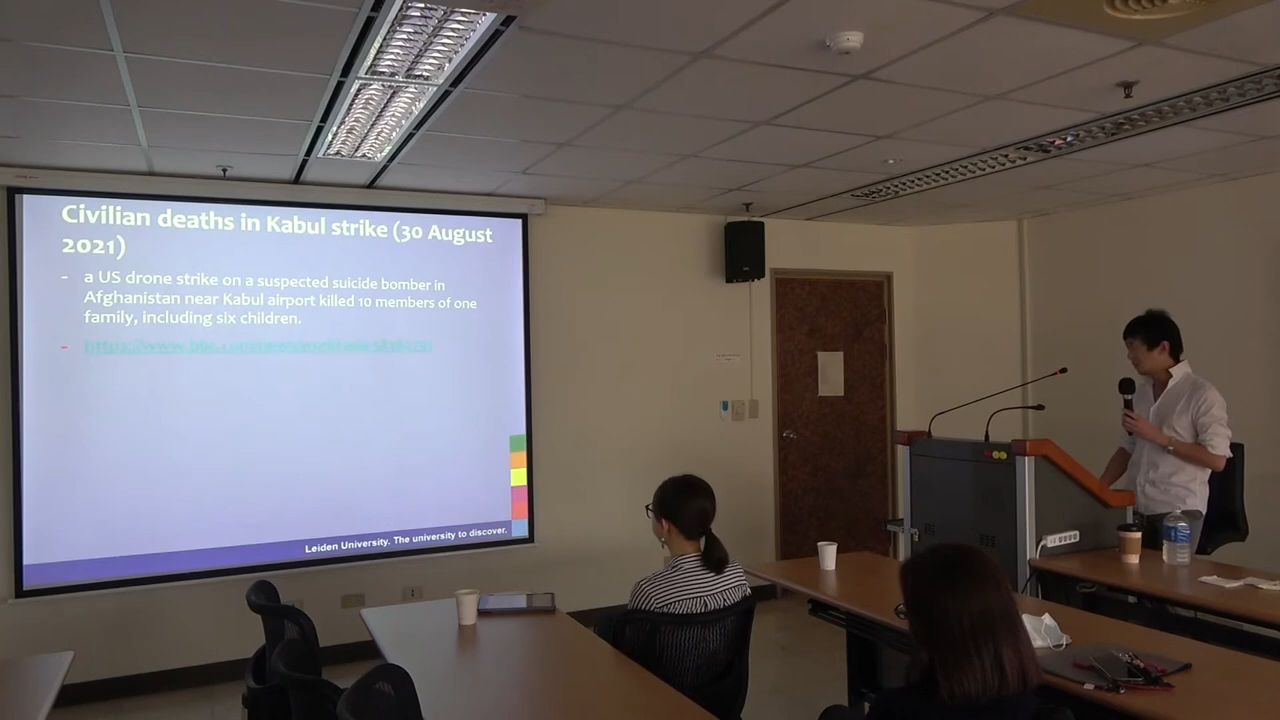 Civilian deaths in Kabul strike (30 August
2021)
- a US drone strike on a suspected suicide bomber in
Afghanistan near Kabul airport killed 10 members of one
family, including six children.
Leiden University. The university to discover.